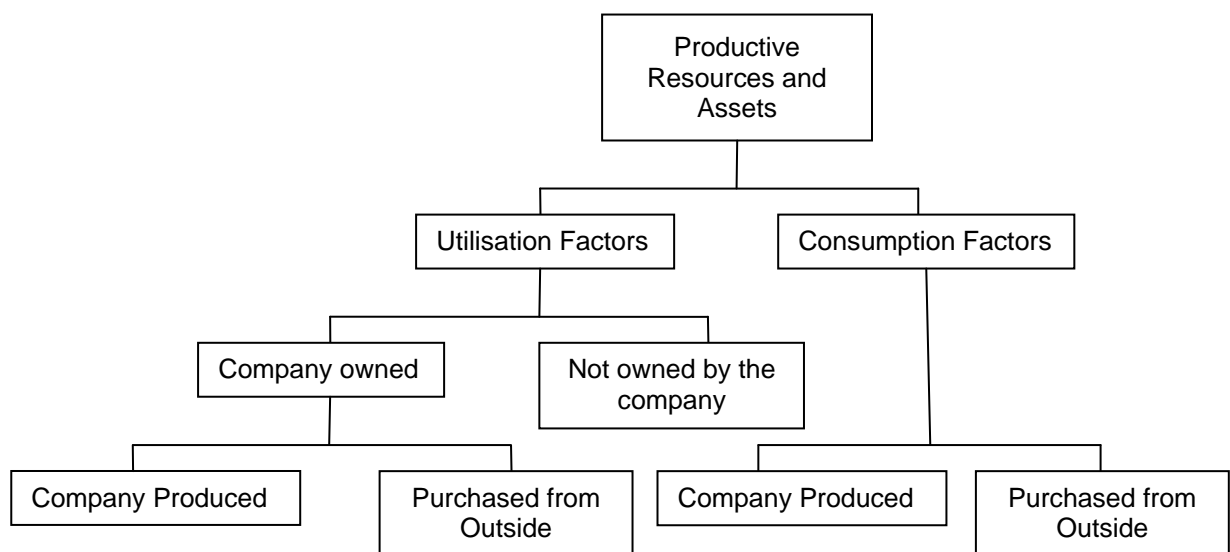 Productive
Resources and
Assets
Utilisation Factors
Consumption Factors
Company owned
Not owned by the
company
Company Produced
Purchased from
Outside
Company Produced
Purchased from
Outside